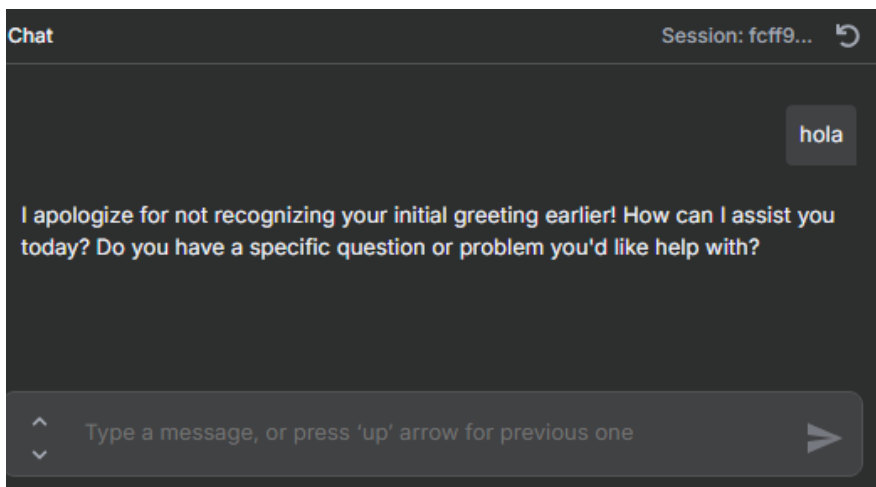 Chat
Session: fcff9...
hola
I apologize for not recognizing your initial greeting earlier! How can I assist you
today? Do you have a specific question or problem you'd like help with?
Type a message, or press ‘up’ arrow for previous one